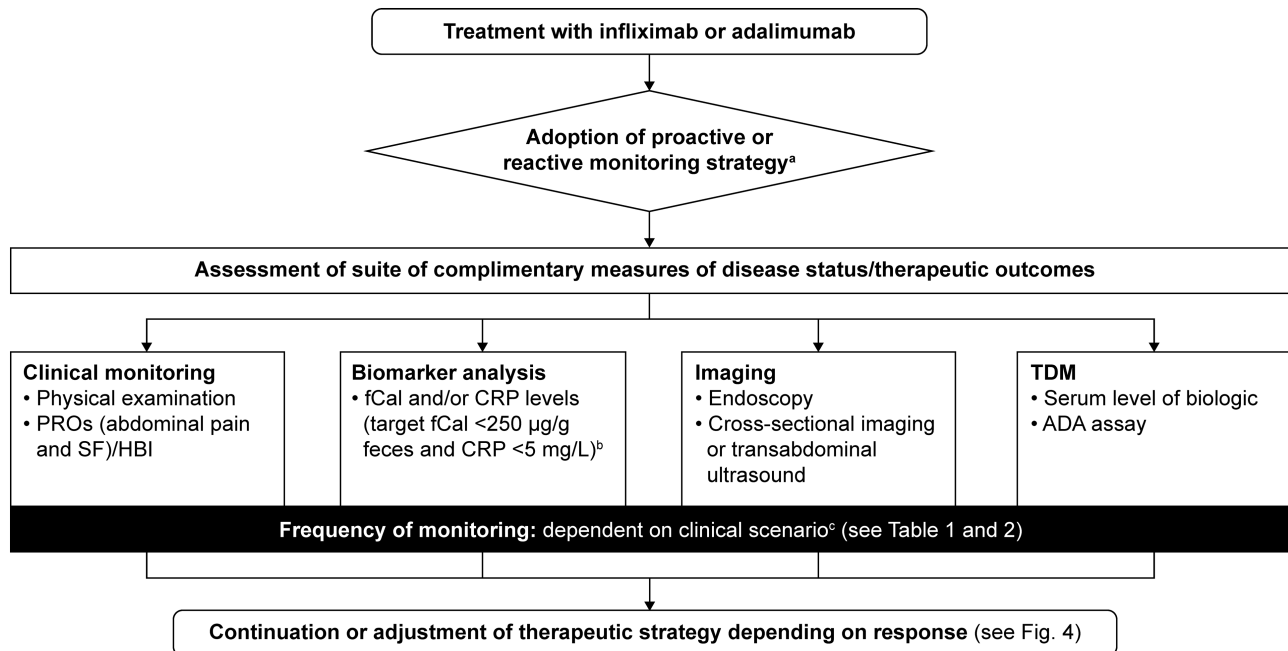 Treatment with infliximab or adalimumab
Adoption of proactive or
reactive monitoring strategyᵃ
Assessment of suite of complimentary measures of disease status/therapeutic outcomes
Clinical monitoring
• Physical examination
• PROs (abdominal pain
and SF)/HBI
Biomarker analysis
• fCal and/or CRP levels
(target fCal <250 µg/g
feces and CRP <5 mg/L)ᵇ
Imaging
• Endoscopy
• Cross-sectional imaging
or transabdominal
ultrasound
TDM
• Serum level of biologic
• ADA assay
Frequency of monitoring: dependent on clinical scenarioᶜ (see Table 1 and 2)
Continuation or adjustment of therapeutic strategy depending on response (see Fig. 4)